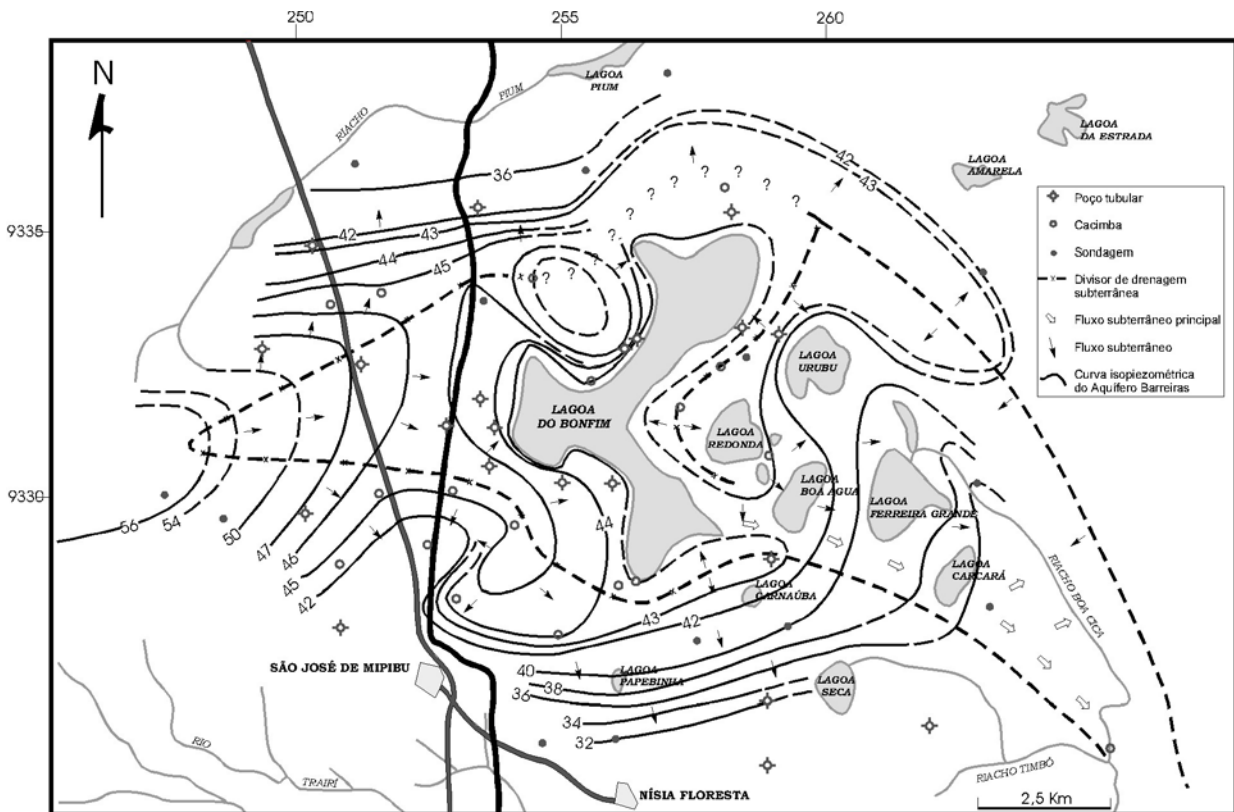 250
255
260
N
9335
9330
RIACHO
PIUM
LAGOA
PIUM
LAGOA
DA ESTRADA
LAGOA
AMARELA
Poço tubular
Cacimba
Sondagem
Divisor de drenagem
subterrânea
Fluxo subterrâneo principal
Fluxo subterrâneo
Curva isopiezométrica
do Aquífero Barreiras
36
42
43
44
45
42
43
? ? ? ? ? ? ? ? ?
? ? ?
LAGOA
URUBU
LAGOA
DO BONFIM
LAGOA
REDONDA
LAGOA
BOA AGUA
LAGOA
FERREIRA GRANDE
LAGOA
CARCARÁ
RIACHO BOA CICA
56
54
50
47
46
45
42
44
43
42
LAGOA
CARNAÚBA
40
38
36
34
32
LAGOA
PAPEBINHA
LAGOA
SECA
SÃO JOSÉ DE MIPIBU
RIO
TRAIRÍ
NÍSIA FLORESTA
RIACHO TIMBÓ
2,5 Km